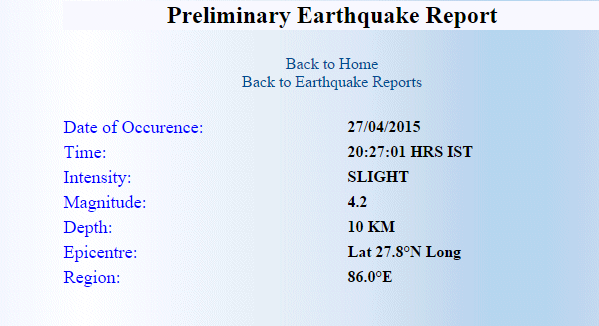 Preliminary Earthquake Report
Back to Home
Back to Earthquake Reports
Date of Occurence: 27/04/2015
Time: 20:27:01 HRS IST
Intensity: SLIGHT
Magnitude: 4.2
Depth: 10 KM
Epicentre: Lat 27.8°N Long
Region: 86.0°E